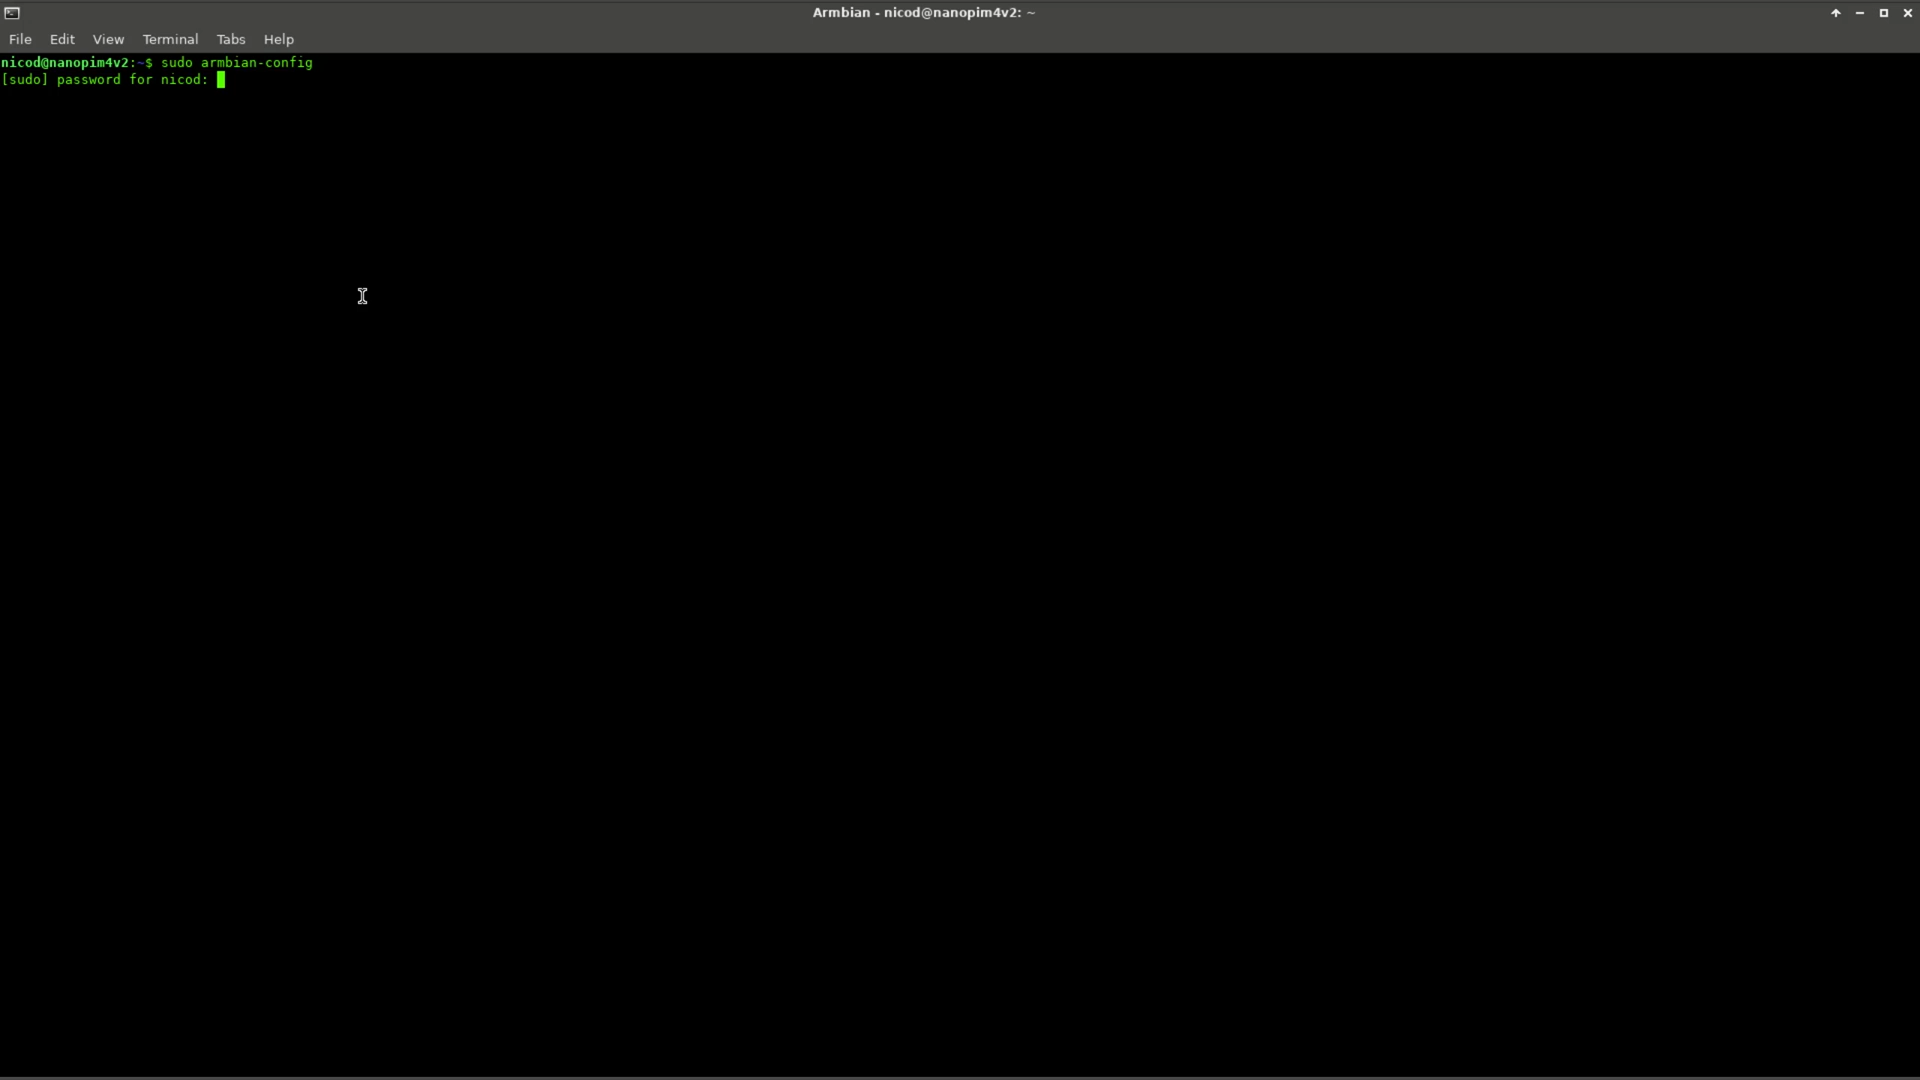 Armbian - nicod@nanopim4v2: ~
File Edit View Terminal Tabs Help
nicod@nanopim4v2:~$ sudo armbian-config
[sudo] password for nicod: